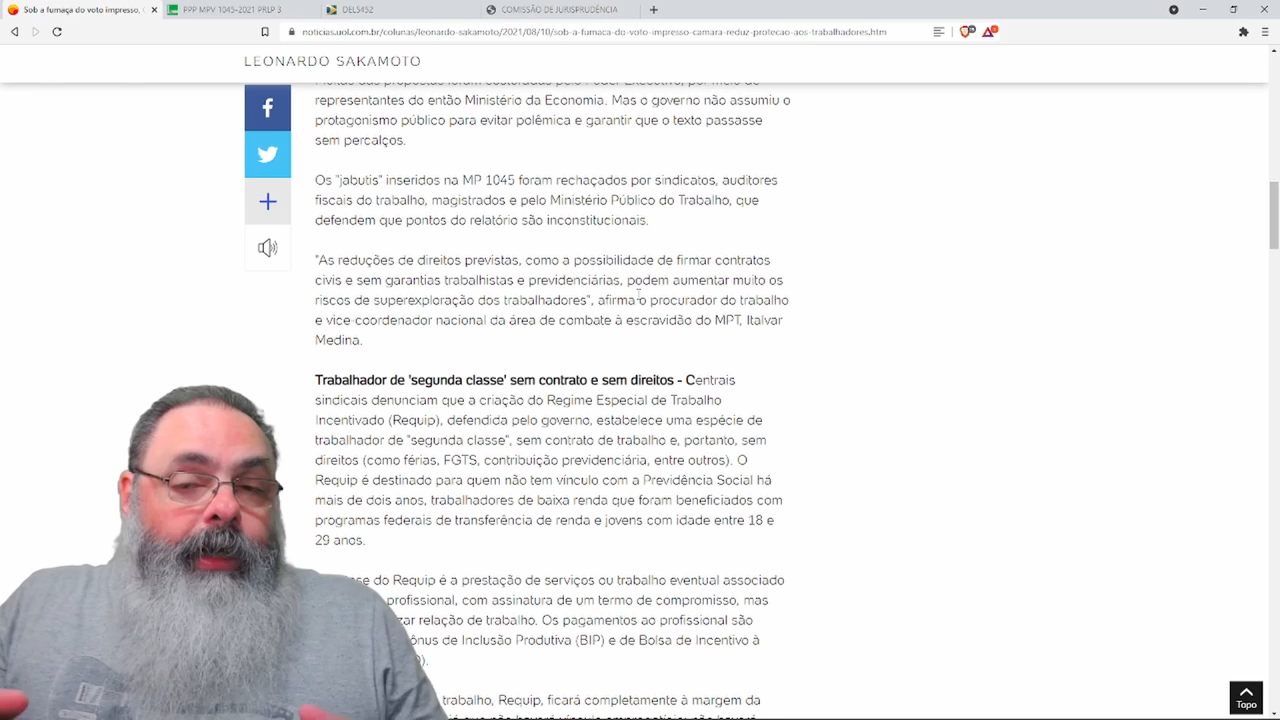 Sob a fumaça do voto impresso,
PPP MPV 1045-2021 PRLP 3
DEL5452
COMISSÃO DE JURISPRUDÊNCIA
noticias.uol.com.br/colunas/leonardo-sakamoto/2021/08/10/sob-a-fumaca-do-voto-impresso-camara-reduz-protecao-aos-trabalhadores.htm
LEONARDO SAKAMOTO
Muitas das propostas foram costuradas pelo Poder Executivo, por meio de
representantes do então Ministério da Economia. Mas o governo não assumiu o
protagonismo público para evitar polêmica e garantir que o texto passasse
sem percalços.
Os "jabutis" inseridos na MP 1045 foram rechaçados por sindicatos, auditores
fiscais do trabalho, magistrados e pelo Ministério Público do Trabalho, que
defendem que pontos do relatório são inconstitucionais.
"As reduções de direitos previstas, como a possibilidade de firmar contratos
civis e sem garantias trabalhistas e previdenciárias, podem aumentar muito os
riscos de superexploração dos trabalhadores", afirma o procurador do trabalho
e vice-coordenador nacional da área de combate à escravidão do MPT, Italvar
Medina.
Trabalhador de 'segunda classe' sem contrato e sem direitos - Centrais
sindicais denunciam que a criação do Regime Especial de Trabalho
Incentivado (Requip), defendida pelo governo, estabelece uma espécie de
trabalhador de "segunda classe", sem contrato de trabalho e, portanto, sem
direitos (como férias, FGTS, contribuição previdenciária, entre outros). O
Requip é destinado para quem não tem vínculo com a Previdência Social há
mais de dois anos, trabalhadores de baixa renda que foram beneficiados com
programas federais de transferência de renda e jovens com idade entre 18 e
29 anos.
do Requip é a prestação de serviços ou trabalho eventual associado
profissional, com assinatura de um termo de compromisso, mas
relação de trabalho. Os pagamentos ao profissional são
de Inclusão Produtiva (BIP) e de Bolsa de Incentivo à
trabalho, Requip, ficará completamente à margem da
Topo